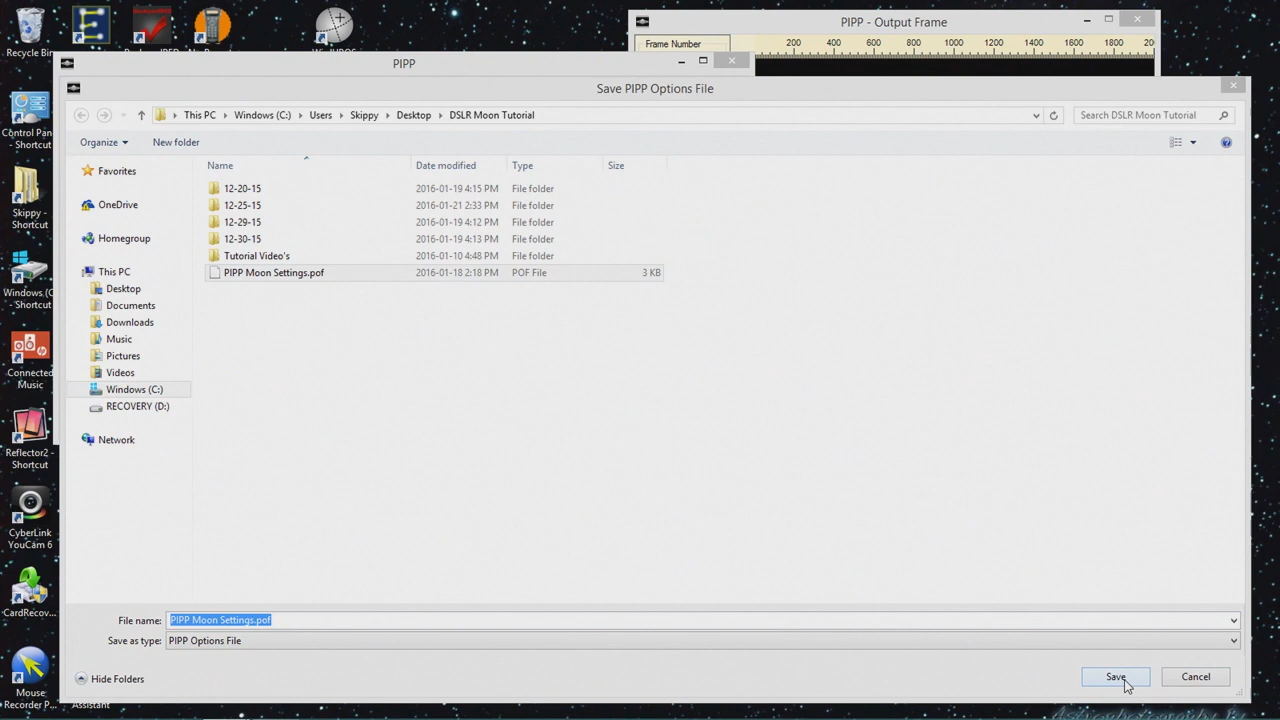 Recycle Bin
PIPP - Output Frame
Frame Number
200 400 600 800 1000 1200 1400 1600 1800
PIPP
Save PIPP Options File
This PC Windows (C:) Users Skippy Desktop DSLR Moon Tutorial
Search DSLR Moon Tutorial
Organize
New folder
Name Date modified Type Size
12-20-15 2016-01-19 4:15 PM File folder
12-25-15 2016-01-21 2:33 PM File folder
12-29-15 2016-01-19 4:12 PM File folder
12-30-15 2016-01-19 4:13 PM File folder
Tutorial Video's 2016-01-10 4:48 PM File folder
PIPP Moon Settings.pof 2016-01-18 2:18 PM POF File 3 KB
Favorites
OneDrive
Homegroup
This PC
Desktop
Documents
Downloads
Music
Pictures
Videos
Windows (C:)
RECOVERY (D:)
Network
Control Pan...
- Shortcut
Skippy -
Shortcut
Windows (C)
- Shortcut
Connected
Music
Reflector2 -
Shortcut
CyberLink
YouCam 6
CardRecov...
Mouse
Recorder P...
Assistant
File name: PIPP Moon Settings.pof
Save as type: PIPP Options File
Hide Folders
Save
Cancel